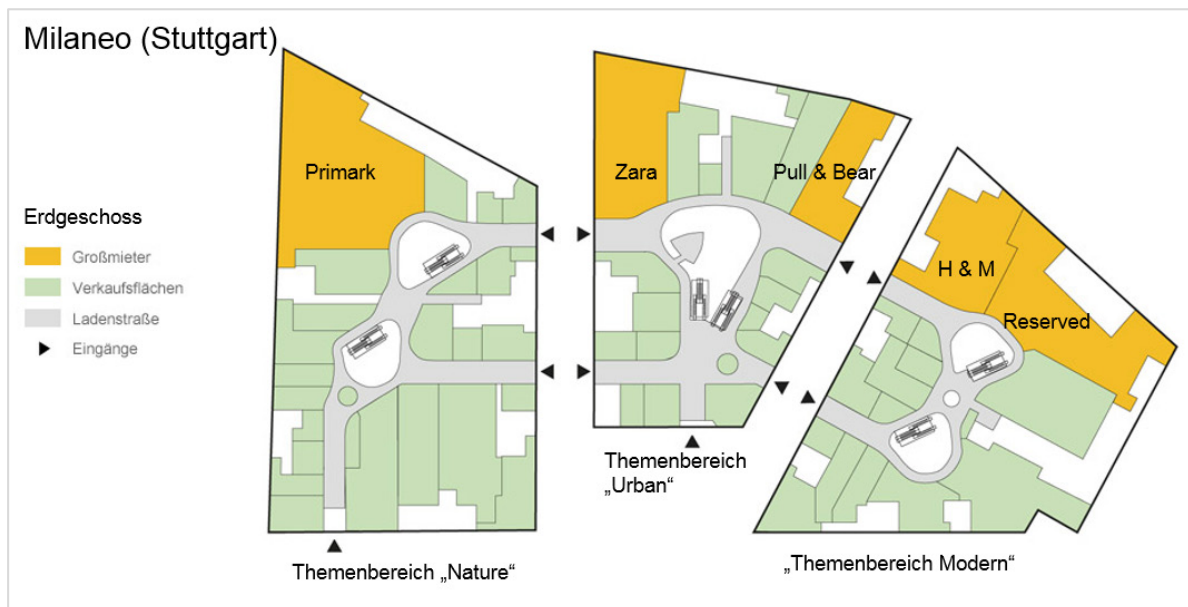 Milaneo (Stuttgart)
Primark
Zara
Pull & Bear
H & M
Reserved
Erdgeschoss
Großmieter
Verkaufsflächen
Ladenstraße
Eingänge
Themenbereich
„Urban“
Themenbereich „Nature“
„Themenbereich Modern“